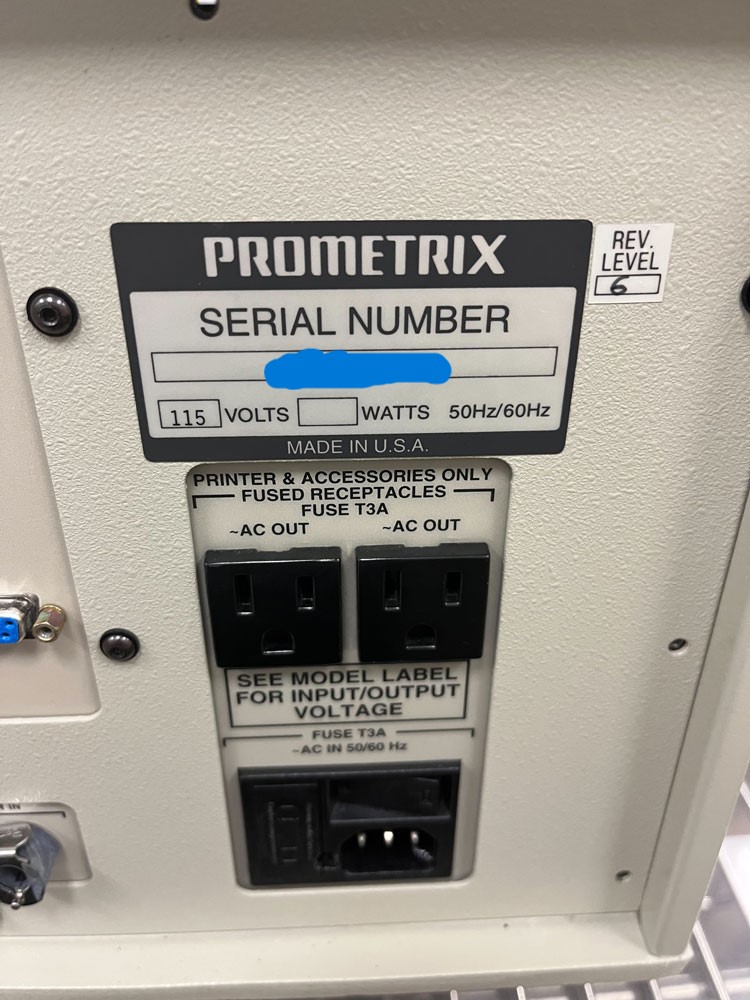 PROMETRIX
REV.
LEVEL
6
SERIAL NUMBER
115 VOLTS WATTS 50Hz/60Hz
MADE IN U.S.A.
PRINTER & ACCESSORIES ONLY
FUSED RECEPTACLES
FUSE T3A
~AC OUT ~AC OUT
SEE MODEL LABEL
FOR INPUT/OUTPUT
VOLTAGE
FUSE T3A
~AC IN 50/60 Hz
IN